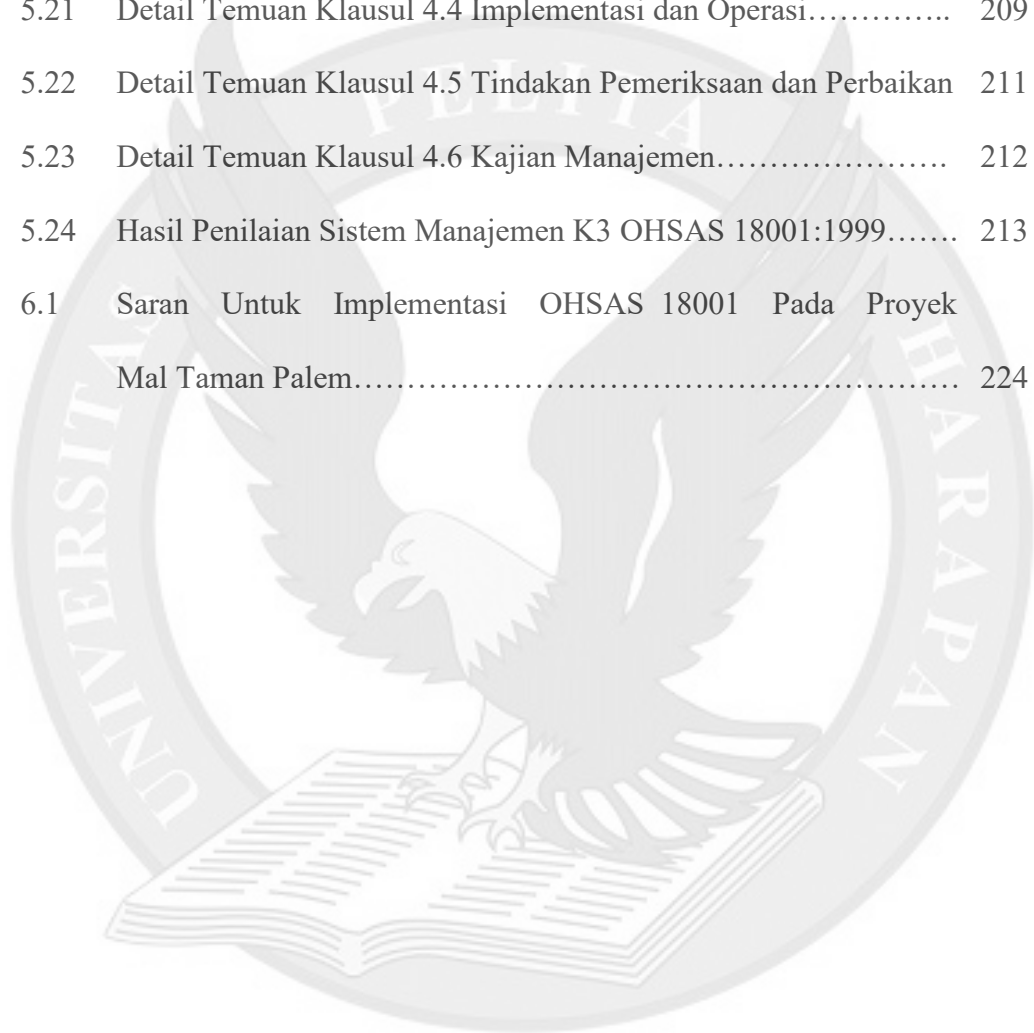 5.21 Detail Temuan Klausul 4.4 Implementasi dan Operasi………….. 209
5.22 Detail Temuan Klausul 4.5 Tindakan Pemeriksaan dan Perbaikan 211
5.23 Detail Temuan Klausul 4.6 Kajian Manajemen…………………. 212
5.24 Hasil Penilaian Sistem Manajemen K3 OHSAS 18001:1999……. 213
6.1 Saran Untuk Implementasi OHSAS 18001 Pada Proyek
Mal Taman Palem…………………………………………………… 224
UNIVERSITAS
PELITA
HARAPAN